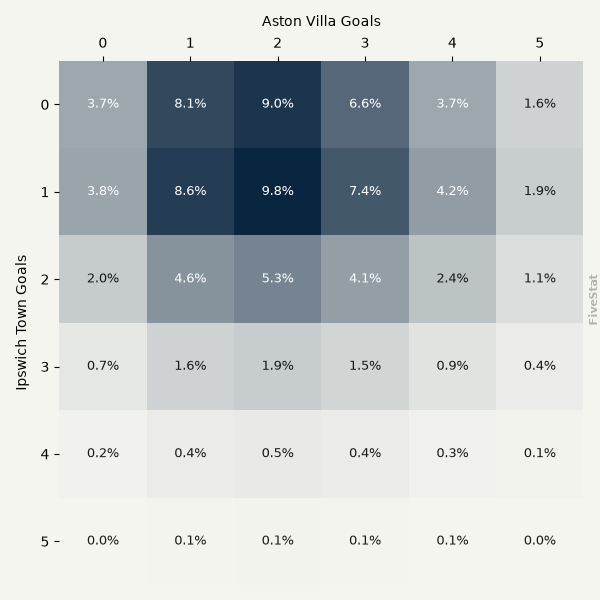 Aston Villa Goals
0 1 2 3 4 5
0 3.7% 8.1% 9.0% 6.6% 3.7% 1.6%
1 3.8% 8.6% 9.8% 7.4% 4.2% 1.9%
2 2.0% 4.6% 5.3% 4.1% 2.4% 1.1%
3 0.7% 1.6% 1.9% 1.5% 0.9% 0.4%
4 0.2% 0.4% 0.5% 0.4% 0.3% 0.1%
5 0.0% 0.1% 0.1% 0.1% 0.1% 0.0%
Ipswich Town Goals
FiveStat